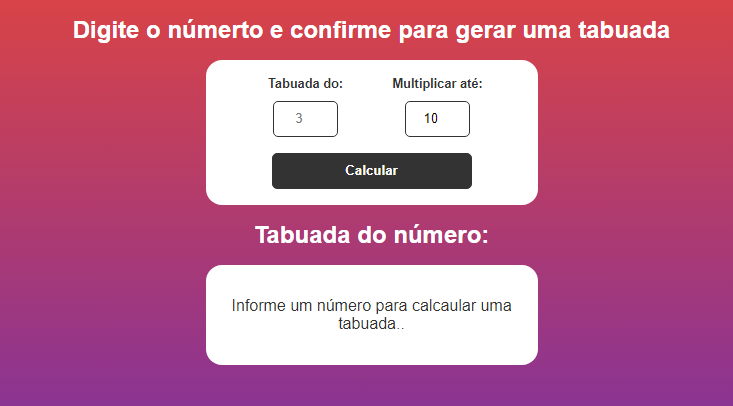 Digite o númerto e confirme para gerar uma tabuada
Tabuada do: Multiplicar até:
3 10
Calcular
Tabuada do número:
Informe um número para calcaular uma
tabuada..